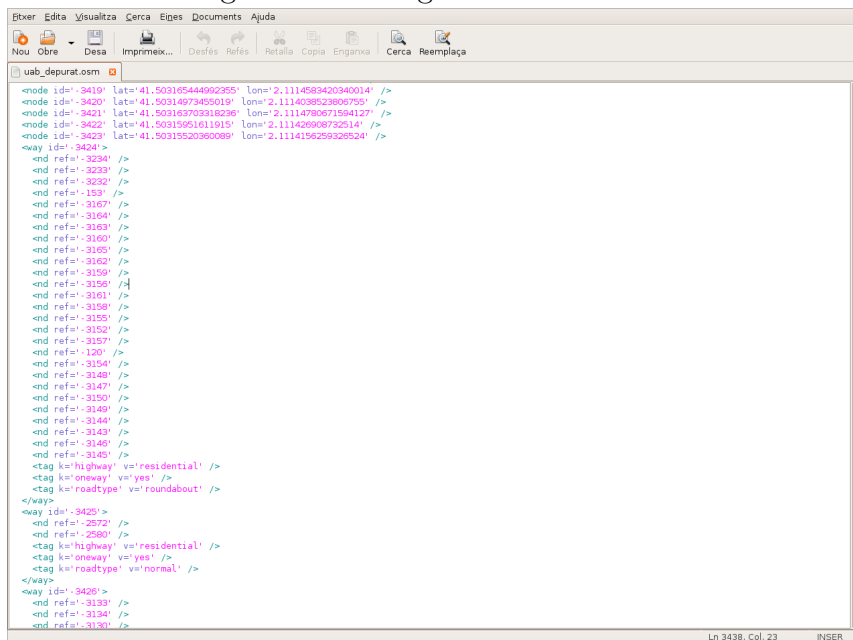 Fitxer Edita Visualitza Cerca Eines Documents Ajuda
Nou Obre Desa Imprimeix... Desfés Refés Retalla Copia Enganxa Cerca Reemplaça
uab_depurat.osm
<node id='-3419' lat='41.503165444992355' lon='2.1114583420340014' />
<node id='-3420' lat='41.50314973455019' lon='2.1114038523806755' />
<node id='-3421' lat='41.503163703318236' lon='2.1114780671594127' />
<node id='-3422' lat='41.50315951611915' lon='2.111426908732514' />
<node id='-3423' lat='41.50315520360089' lon='2.1114156259326524' />
<way id='-3424'>
<nd ref='-3234' />
<nd ref='-3233' />
<nd ref='-3232' />
<nd ref='-153' />
<nd ref='-3167' />
<nd ref='-3164' />
<nd ref='-3163' />
<nd ref='-3160' />
<nd ref='-3165' />
<nd ref='-3162' />
<nd ref='-3159' />
<nd ref='-3156' />
<nd ref='-3161' />
<nd ref='-3158' />
<nd ref='-3155' />
<nd ref='-3152' />
<nd ref='-3157' />
<nd ref='-120' />
<nd ref='-3154' />
<nd ref='-3148' />
<nd ref='-3147' />
<nd ref='-3150' />
<nd ref='-3149' />
<nd ref='-3144' />
<nd ref='-3143' />
<nd ref='-3146' />
<nd ref='-3145' />
<tag k='highway' v='residential' />
<tag k='oneway' v='yes' />
<tag k='roadtype' v='roundabout' />
</way>
<way id='-3425'>
<nd ref='-2572' />
<nd ref='-2580' />
<tag k='highway' v='residential' />
<tag k='oneway' v='yes' />
<tag k='roadtype' v='normal' />
</way>
<way id='-3426'>
<nd ref='-3133' />
<nd ref='-3134' />
<nd ref='-3130' />
Ln 3438, Col. 23 INSER